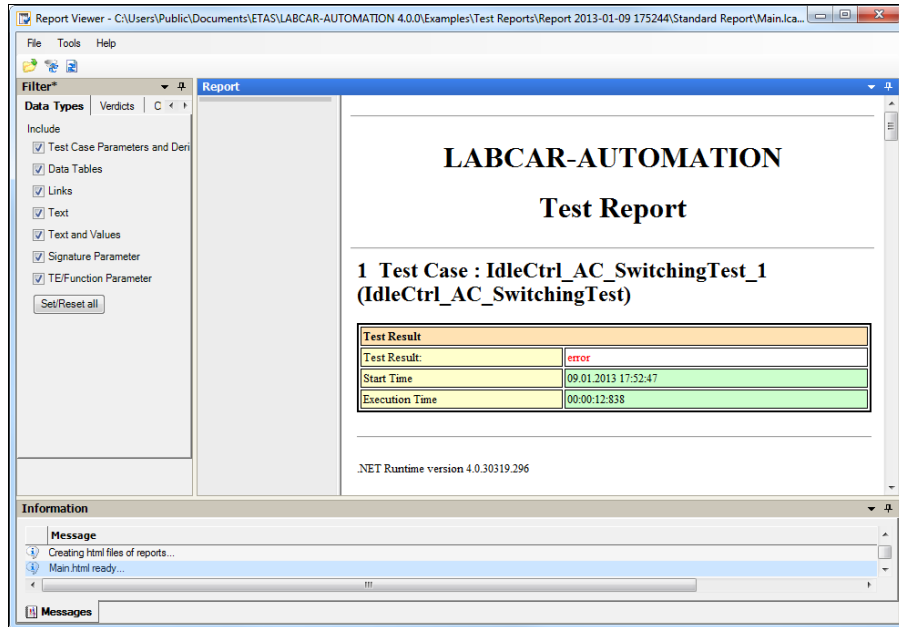 Report Viewer - C:\Users\Public\Documents\ETAS\LABCAR-AUTOMATION 4.0.0\Examples\Test Reports\Report 2013-01-09 175244\Standard Report\Main.lca...
File Tools Help
Filter*
Report
Data Types Verdicts C
Include
Test Case Parameters and Deri
Data Tables
Links
Text
Text and Values
Signature Parameter
TE/Function Parameter
Set/Reset all
LABCAR-AUTOMATION
Test Report
1 Test Case : IdleCtrl_AC_SwitchingTest_1
(IdleCtrl_AC_SwitchingTest)
Test Result
Test Result: error
Start Time 09.01.2013 17:52:47
Execution Time 00:00:12:838
.NET Runtime version 4.0.30319.296
Information
Message
Creating html files of reports...
Main.html ready...
Messages